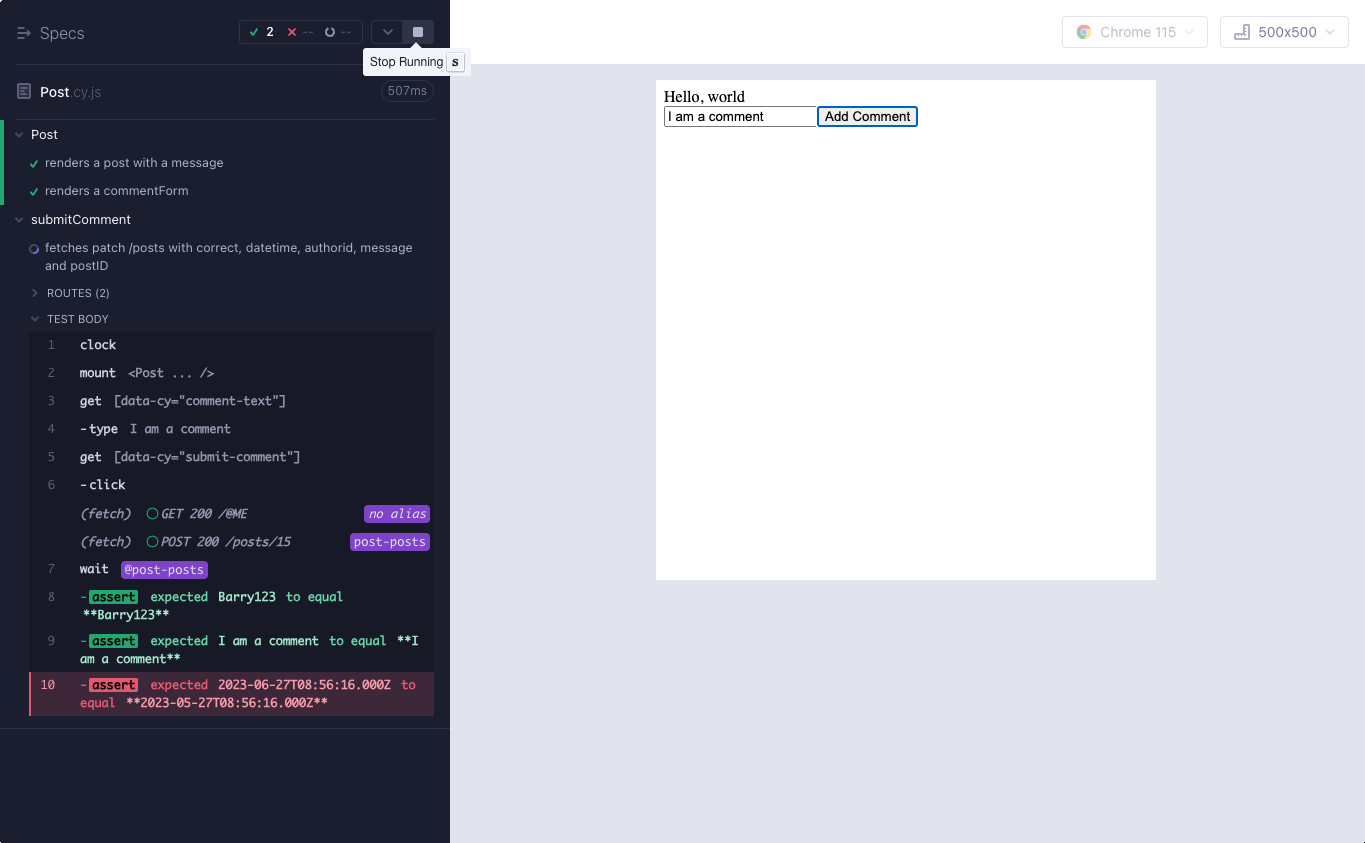 Specs
2
--
--
Stop Running s
Chrome 115
500x500
Post.cy.js
507ms
Post
renders a post with a message
renders a commentForm
submitComment
fetches patch /posts with correct, datetime, authorid, message
and postID
ROUTES (2)
TEST BODY
1 clock
2 mount <Post ... />
3 get [data-cy="comment-text"]
4 -type I am a comment
5 get [data-cy="submit-comment"]
6 -click
(fetch) GET 200 /@ME no alias
(fetch) POST 200 /posts/15 post-posts
7 wait @post-posts
8 -assert expected Barry123 to equal
**Barry123**
9 -assert expected I am a comment to equal **I
am a comment**
10 -assert expected 2023-06-27T08:56:16.000Z to
equal **2023-05-27T08:56:16.000Z**
Hello, world
I am a comment Add Comment